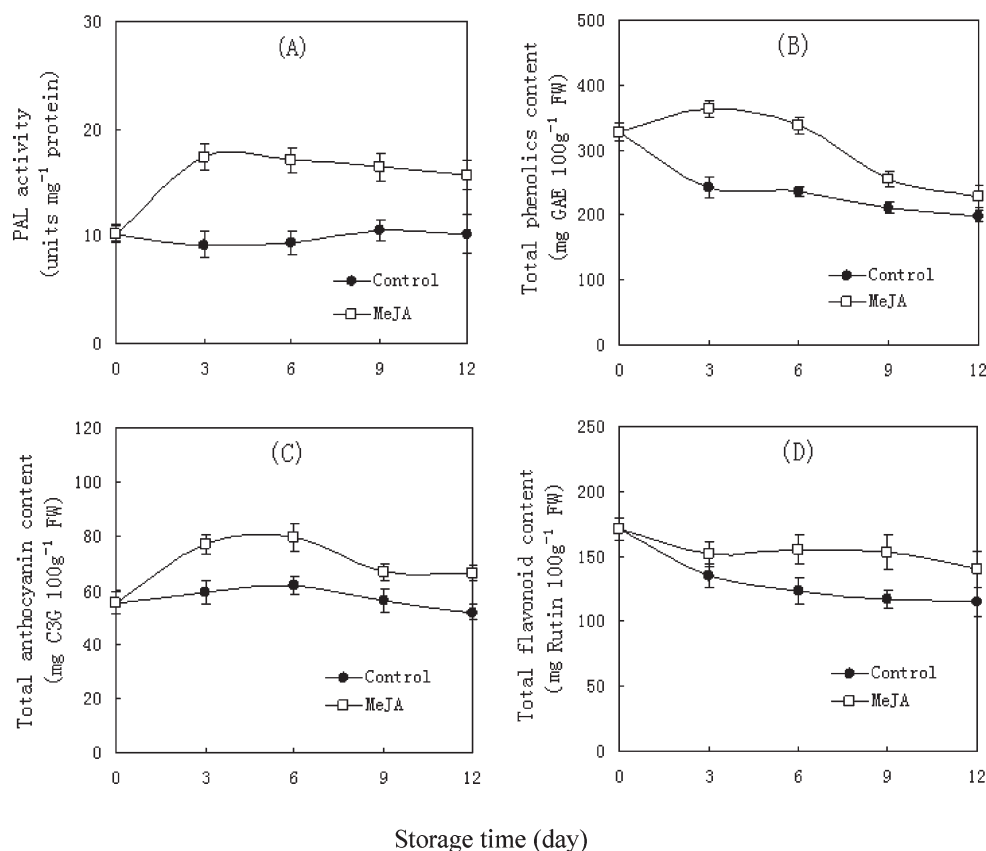 (A)
PAL activity
(units mg⁻¹ protein)
30
20
10
0
0 3 6 9 12
Control
MeJA
(B)
Total phenolics content
(mg GAE 100g⁻¹ FW)
500
400
300
200
100
0
0 3 6 9 12
Control
MeJA
(C)
Total anthocyanin content
(mg C3G 100g⁻¹ FW)
120
100
80
60
40
20
0
0 3 6 9 12
Control
MeJA
(D)
Total flavonoid content
(mg Rutin 100g⁻¹ FW)
250
200
150
100
50
0
0 3 6 9 12
Control
MeJA
Storage time (day)